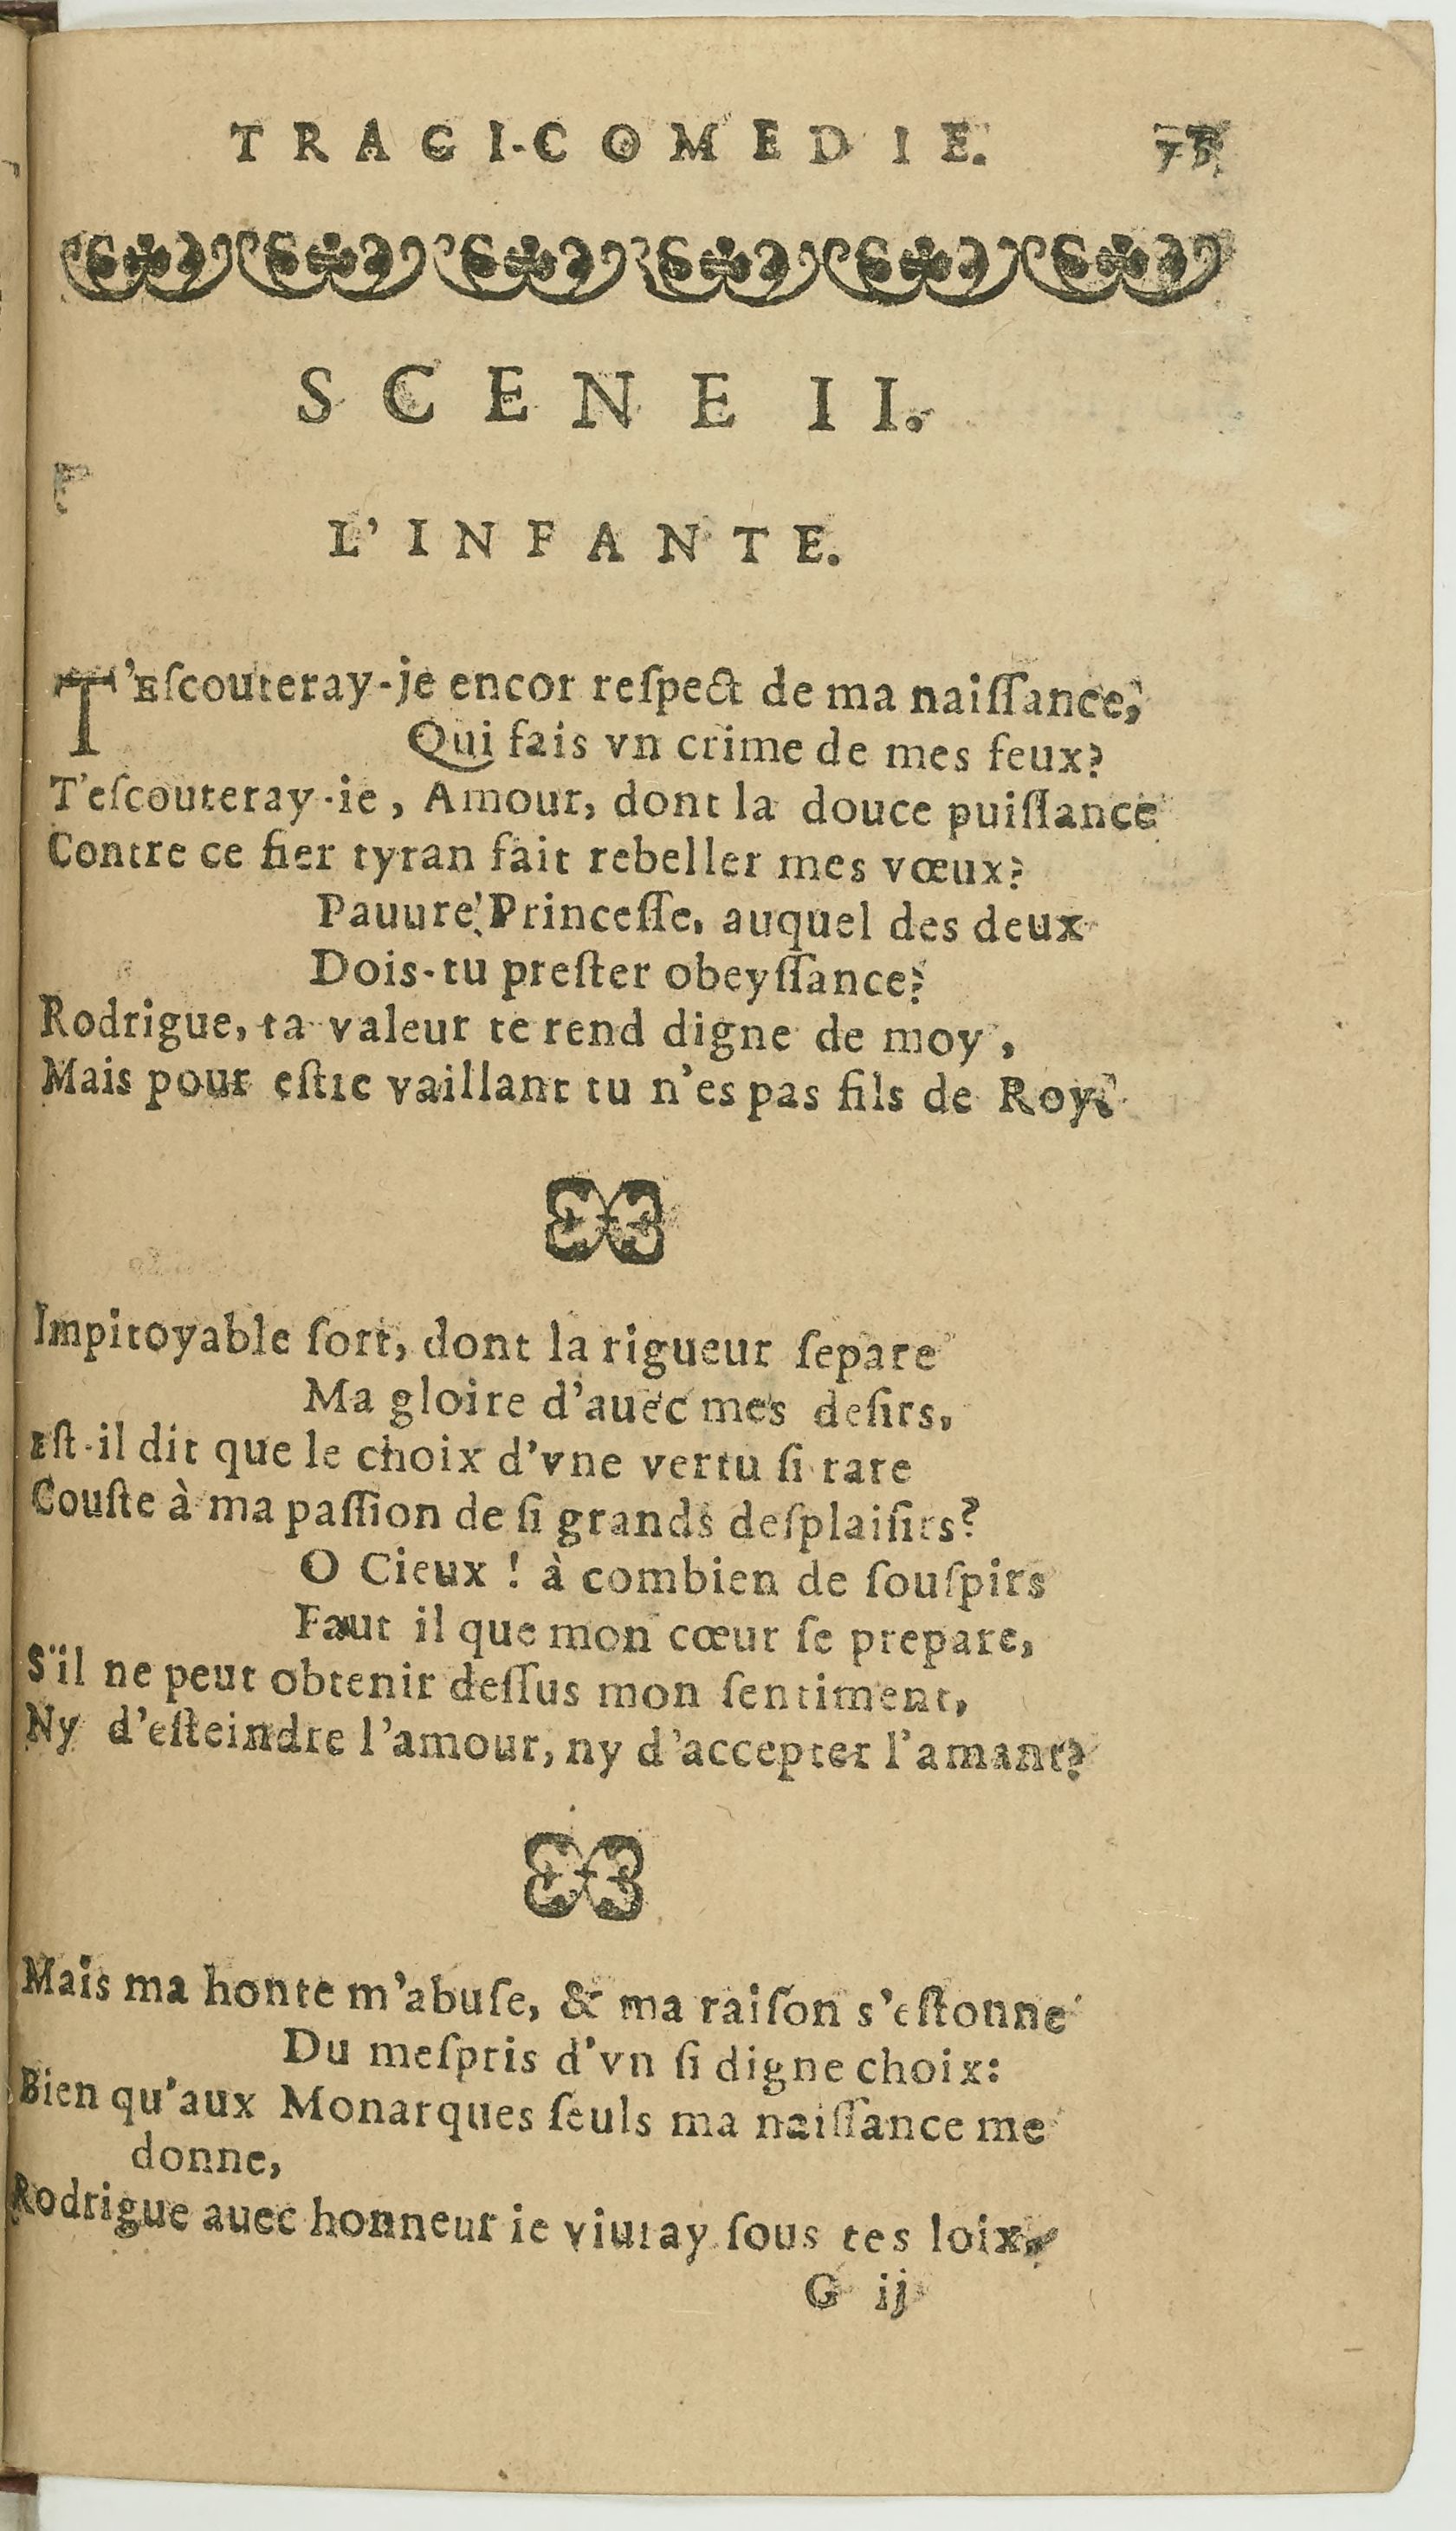 TRAGI-COMEDIE. 75
SCENE II.
L'INFANTE.
T'Eſcouteray-je encor reſpect de ma naiſſance,
Qui fais vn crime de mes feux?
T'eſcouteray-ie, Amour, dont la douce puiſſance
Contre ce fier tyran fait rebeller mes vœux?
Pauure Princeſſe, auquel des deux
Dois-tu preſter obeyſſance?
Rodrigue, ta valeur te rend digne de moy,
Mais pour eſtre vaillant tu n'es pas fils de Roy.
Impitoyable ſort, dont la rigueur ſepare
Ma gloire d'auec mes deſirs,
Eſt-il dit que le choix d'vne vertu ſi rare
Couſte à ma paſſion de ſi grands deſplaiſirs?
O Cieux ! à combien de ſouſpirs
Faut il que mon cœur ſe prepare,
S'il ne peut obtenir deſſus mon ſentiment,
Ny d'eſteindre l'amour, ny d'accepter l'amant?
Mais ma honte m'abuſe, & ma raiſon s'eſtonne
Du meſpris d'vn ſi digne choix:
Bien qu'aux Monarques ſeuls ma naiſſance me
donne,
Rodrigue auec honneur ie viuray ſous tes loix,
G ij